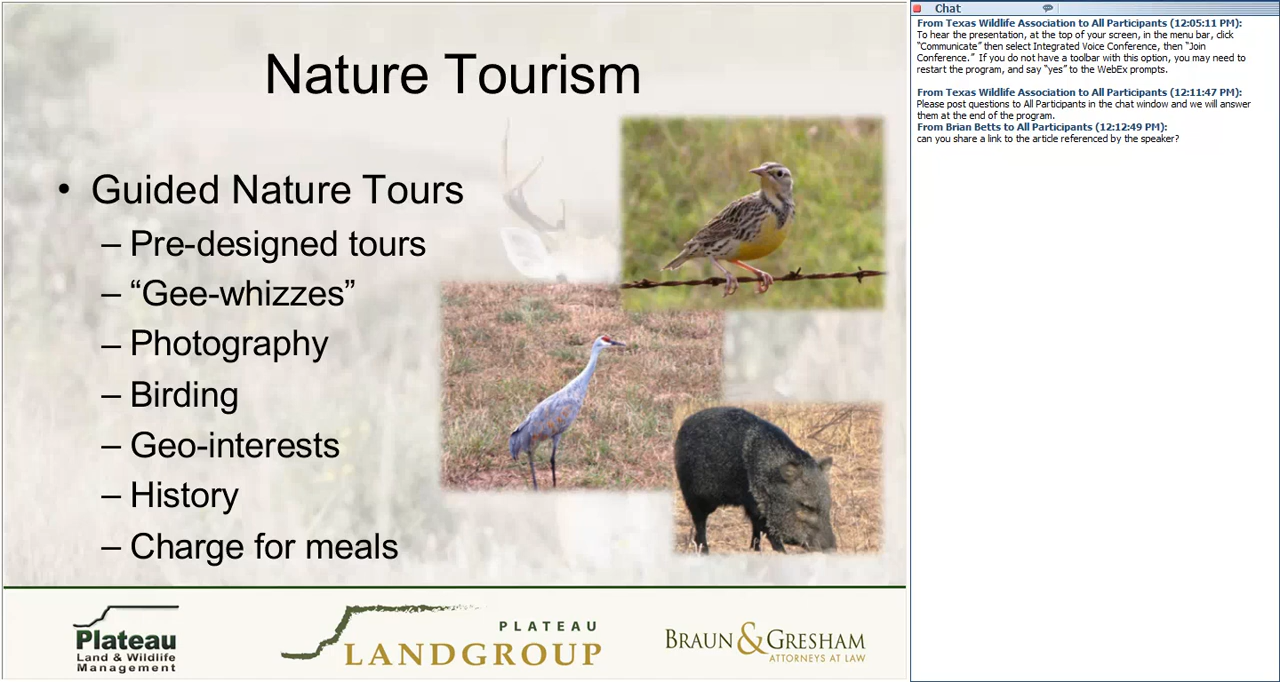 Nature Tourism
• Guided Nature Tours
– Pre-designed tours
– “Gee-whizzes”
– Photography
– Birding
– Geo-interests
– History
– Charge for meals
Plateau
Land & Wildlife
Management
PLATEAU
LANDGROUP
BRAUN & GRESHAM
ATTORNEYS AT LAW
Chat
From Texas Wildlife Association to All Participants (12:05:11 PM):
To hear the presentation, at the top of your screen, in the menu bar, click
“Communicate” then select Integrated Voice Conference, then “Join
Conference.” If you do not have a toolbar with this option, you may need to
restart the program, and say “yes” to the WebEx prompts.
From Texas Wildlife Association to All Participants (12:11:47 PM):
Please post questions to All Participants in the chat window and we will answer
them at the end of the program.
From Brian Betts to All Participants (12:12:49 PM):
can you share a link to the article referenced by the speaker?